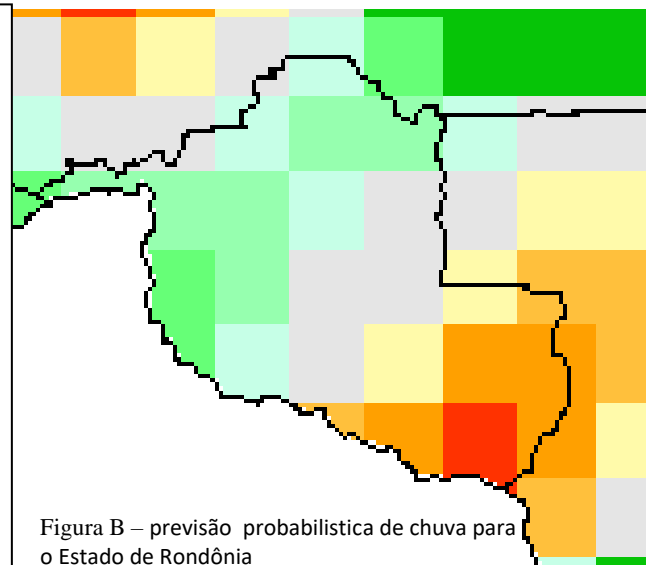 Figura B – previsão probabilistica de chuva para
o Estado de Rondônia